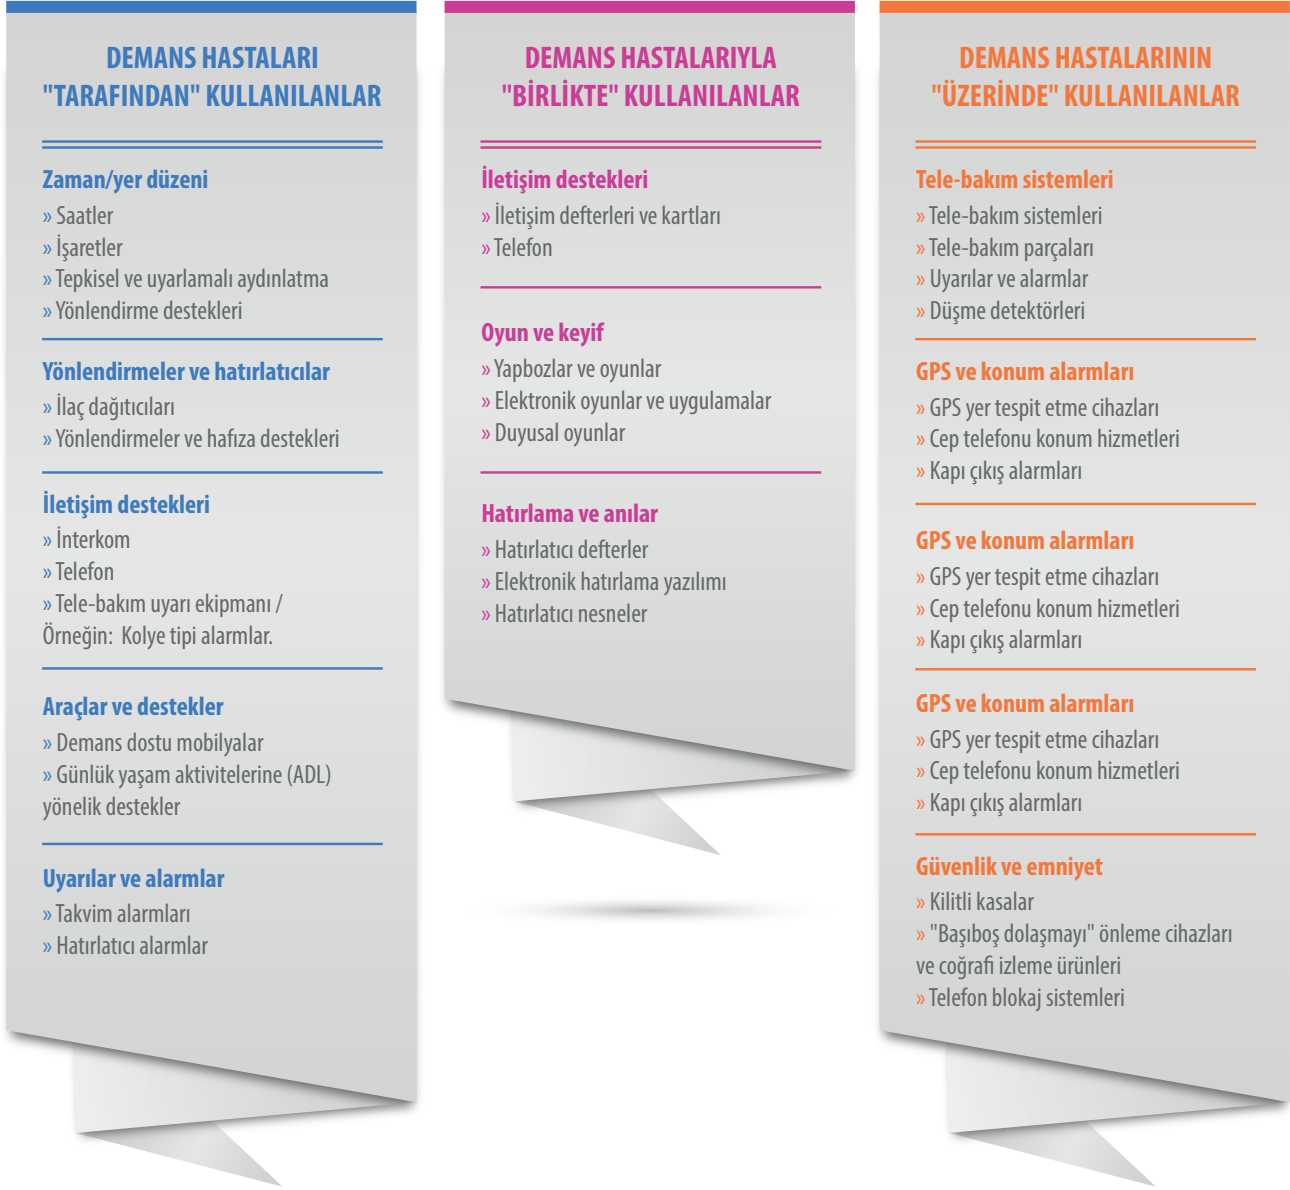 DEMANS HASTALARI
"TARAFINDAN" KULLANILANLAR
Zaman/yer düzeni
» Saatler
» İşaretler
» Tepkisel ve uyarlamalı aydınlatma
» Yönlendirme destekleri
Yönlendirmeler ve hatırlatıcılar
» İlaç dağıtıcıları
» Yönlendirmeler ve hafıza destekleri
İletişim destekleri
» İnterkom
» Telefon
» Tele-bakım uyarı ekipmanı /
Örneğin: Kolye tipi alarmlar.
Araçlar ve destekler
» Demans dostu mobilyalar
» Günlük yaşam aktivitelerine (ADL)
yönelik destekler
Uyarılar ve alarmlar
» Takvim alarmları
» Hatırlatıcı alarmlar
DEMANS HASTALARIYLA
"BİRLİKTE" KULLANILANLAR
İletişim destekleri
» İletişim defterleri ve kartları
» Telefon
Oyun ve keyif
» Yapbozlar ve oyunlar
» Elektronik oyunlar ve uygulamalar
» Duyusal oyunlar
Hatırlama ve anılar
» Hatırlatıcı defterler
» Elektronik hatırlama yazılımı
» Hatırlatıcı nesneler
DEMANS HASTALARININ
"ÜZERİNDE" KULLANILANLAR
Tele-bakım sistemleri
» Tele-bakım sistemleri
» Tele-bakım parçaları
» Uyarılar ve alarmlar
» Düşme detektörleri
GPS ve konum alarmları
» GPS yer tespit etme cihazları
» Cep telefonu konum hizmetleri
» Kapı çıkış alarmları
GPS ve konum alarmları
» GPS yer tespit etme cihazları
» Cep telefonu konum hizmetleri
» Kapı çıkış alarmları
GPS ve konum alarmları
» GPS yer tespit etme cihazları
» Cep telefonu konum hizmetleri
» Kapı çıkış alarmları
Güvenlik ve emniyet
» Kilitli kasalar
» "Başıboş dolaşmayı" önleme cihazları
ve coğrafi izleme ürünleri
» Telefon blokaj sistemleri